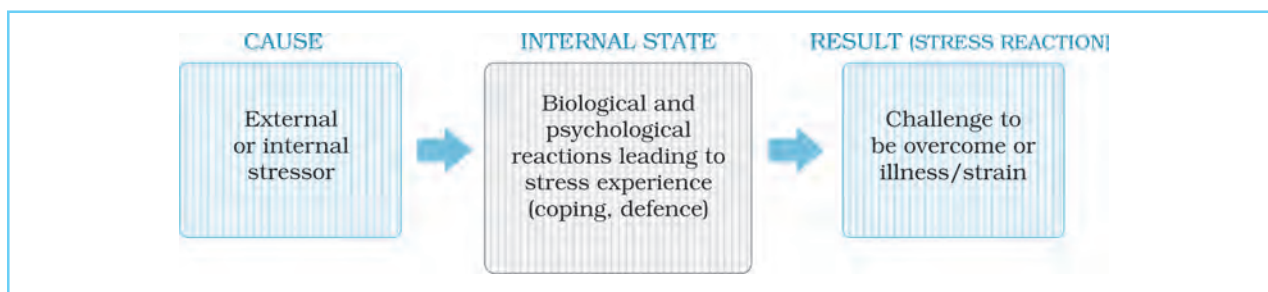 CAUSE
INTERNAL STATE
RESULT (STRESS REACTION)
External
or internal
stressor
Biological and
psychological
reactions leading to
stress experience
(coping, defence)
Challenge to
be overcome or
illness/strain